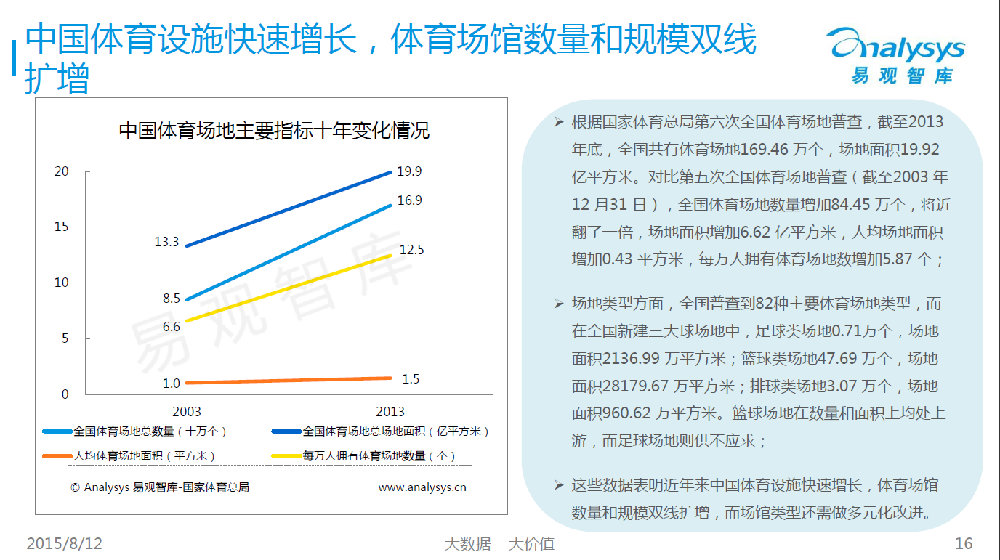 中国体育设施快速增长，体育场馆数量和规模双线
扩增
analysys
易观智库
中国体育场地主要指标十年变化情况
20
15
10
5
0
19.9
16.9
13.3
12.5
8.5
6.6
1.0
1.5
2003
2013
易观智库
全国体育场地总数量（十万个）
全国体育场地总场地面积（亿平方米）
人均体育场地面积（平方米）
每万人拥有体育场地数量（个）
© Analysys 易观智库-国家体育总局
www.analysys.cn
➢ 根据国家体育总局第六次全国体育场地普查，截至2013
年底，全国共有体育场地169.46 万个，场地面积19.92
亿平方米。对比第五次全国体育场地普查（截至2003 年
12 月31 日），全国体育场地数量增加84.45 万个，将近
翻了一倍，场地面积增加6.62 亿平方米，人均场地面积
增加0.43 平方米，每万人拥有体育场地数增加5.87 个；
➢ 场地类型方面，全国普查到82种主要体育场地类型，而
在全国新建三大球场地中，足球类场地0.71万个，场地
面积2136.99 万平方米；篮球类场地47.69 万个，场地
面积28179.67 万平方米；排球类场地3.07 万个，场地
面积960.62 万平方米。篮球场地在数量和面积上均处上
游，而足球场地则供不应求；
➢ 这些数据表明近年来中国体育设施快速增长，体育场馆
数量和规模双线扩增，而场馆类型还需做多元化改进。
2015/8/12
大数据 大价值
16